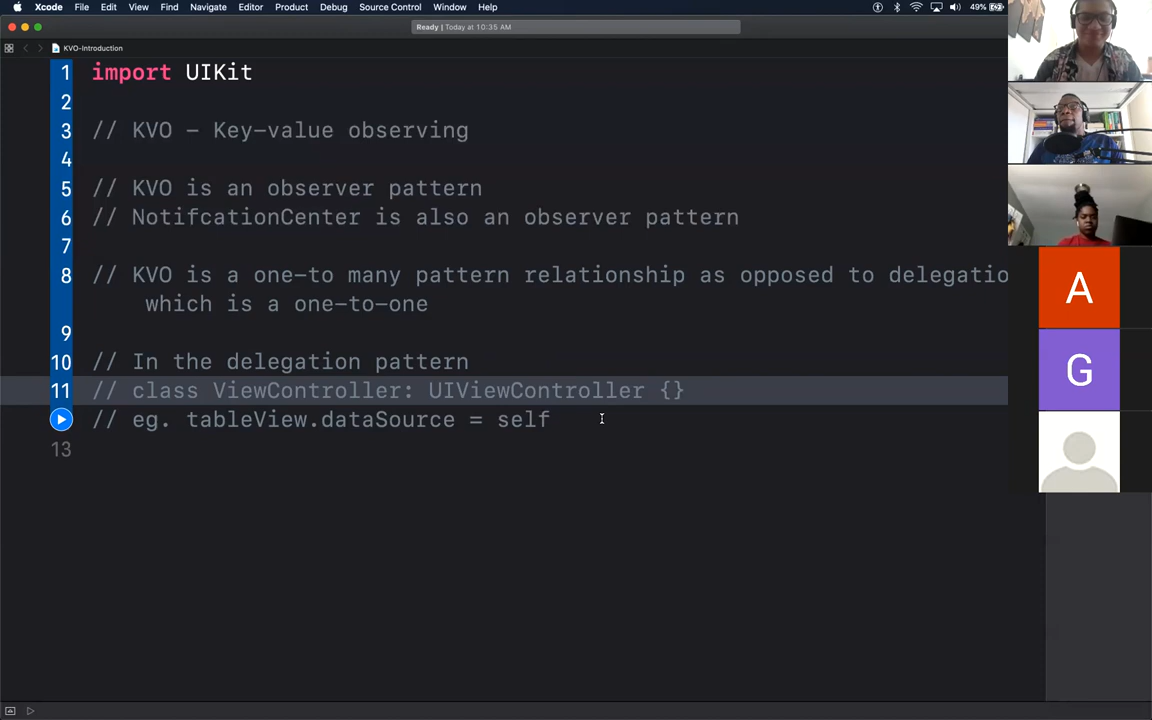 Xcode File Edit View Find Navigate Editor Product Debug Source Control Window Help 49%
Ready | Today at 10:35 AM
KVO-Introduction
1 import UIKit
2
3 // KVO - Key-value observing
4
5 // KVO is an observer pattern
6 // NotifcationCenter is also an observer pattern
7
8 // KVO is a one-to many pattern relationship as opposed to delegatio
which is a one-to-one
9
10 // In the delegation pattern
11 // class ViewController: UIViewController {}
// eg. tableView.dataSource = self
13
A
G